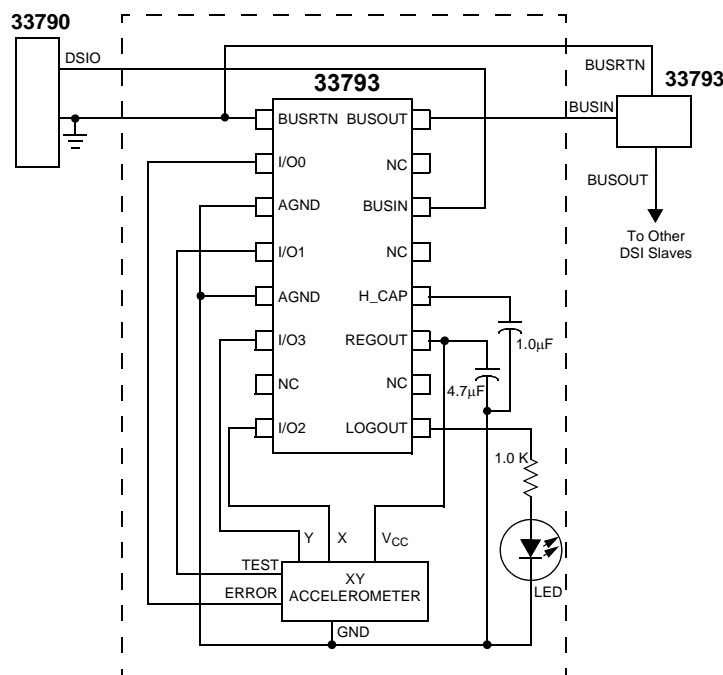 33790
DSIO
33793
BUSRTN
33793
BUSIN
BUSOUT
To Other
DSI Slaves
BUSRTN
I/O0
AGND
I/O1
AGND
I/O3
NC
I/O2
BUSOUT
NC
BUSIN
NC
H_CAP
REGOUT
NC
LOGOUT
1.0µF
4.7µF
1.0 K
LED
Y
X
VCC
TEST
ERROR
XY
ACCELEROMETER
GND